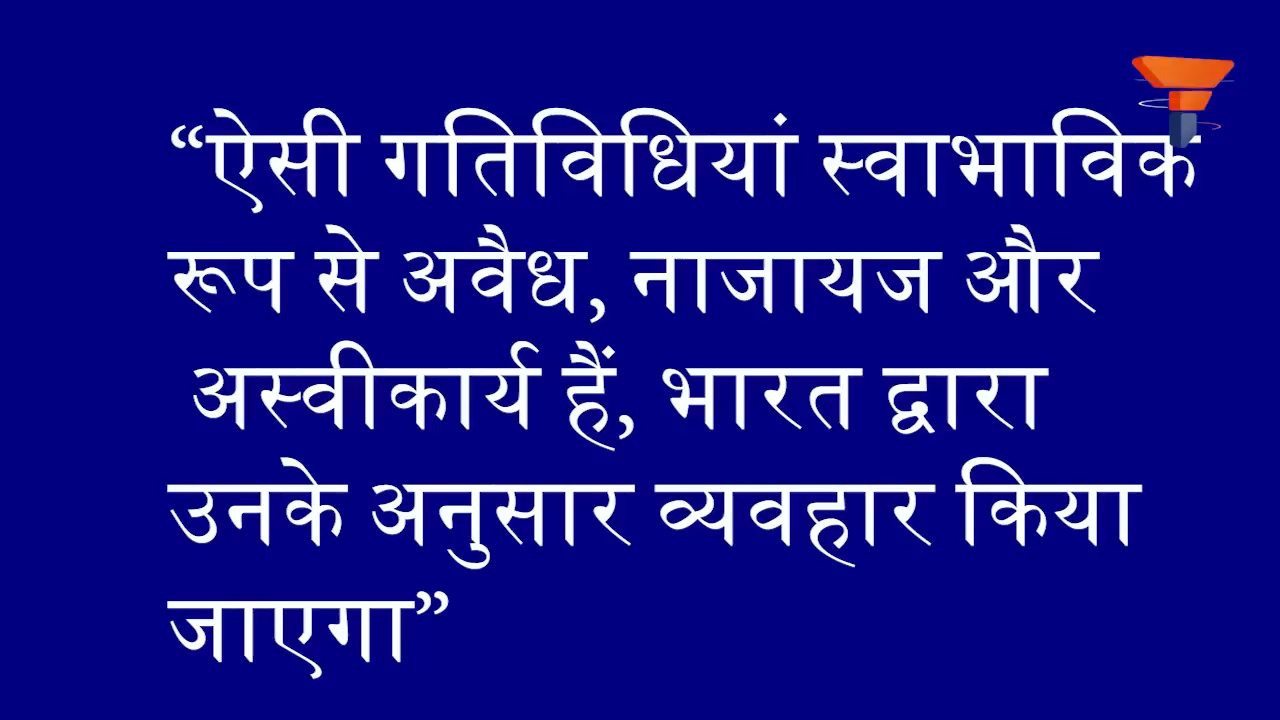 “ऐसी गतिविधियां स्वाभाविक
रूप से अवैध, नाजायज और
अस्वीकार्य हैं, भारत द्वारा
उनके अनुसार व्यवहार किया
जाएगा”